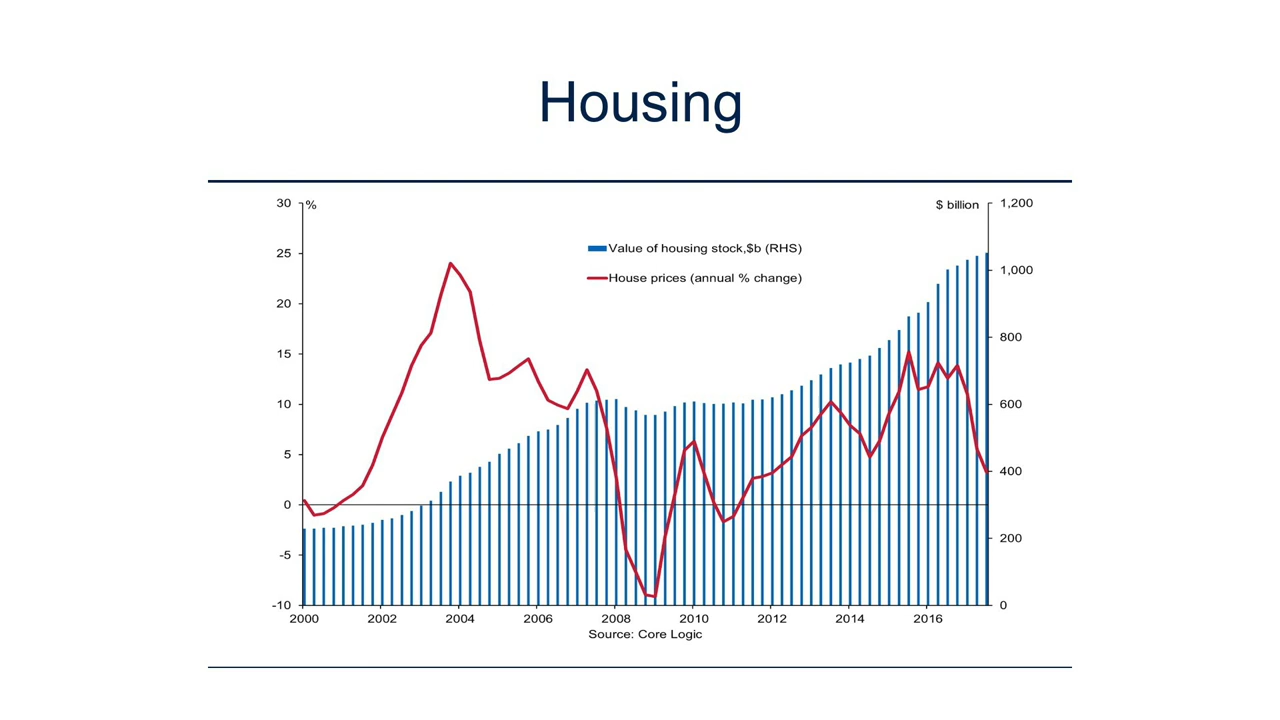 Housing
30 % $ billion 1,200
Value of housing stock,$b (RHS)
25
House prices (annual % change)
1,000
20
800
15
10 600
5
400
0
200
-5
-10 0
2000 2002 2004 2006 2008 2010 2012 2014 2016
Source: Core Logic